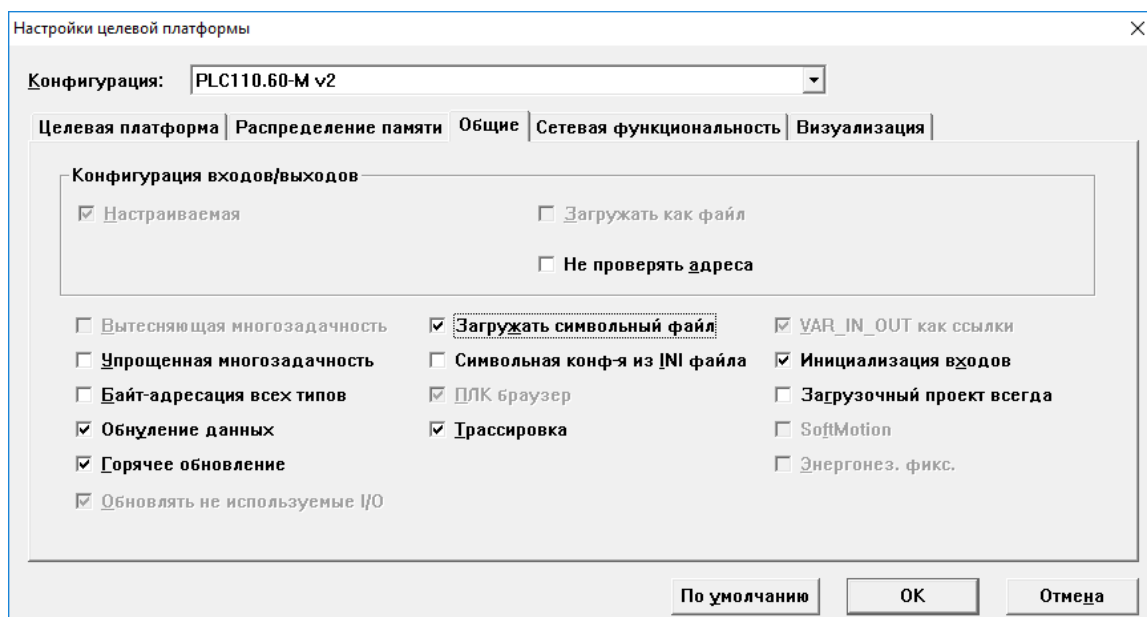 Настройки целевой платформы
Конфигурация: PLC110.60-M v2
Целевая платформа Распределение памяти Общие Сетевая функциональность Визуализация
Конфигурация входов/выходов
Настраиваемая Загружать как файл
Не проверять адреса
Вытесняющая многозадачность Загружать символьный файл VAR_IN_OUT как ссылки
Упрощенная многозадачность Символьная конф-я из INI файла Инициализация входов
Байт-адресация всех типов ПЛК браузер Загрузочный проект всегда
Обнуление данных Трассировка SoftMotion
Горячее обновление Энергонез. фикс.
Обновлять не используемые I/O
По умолчанию OK Отмена